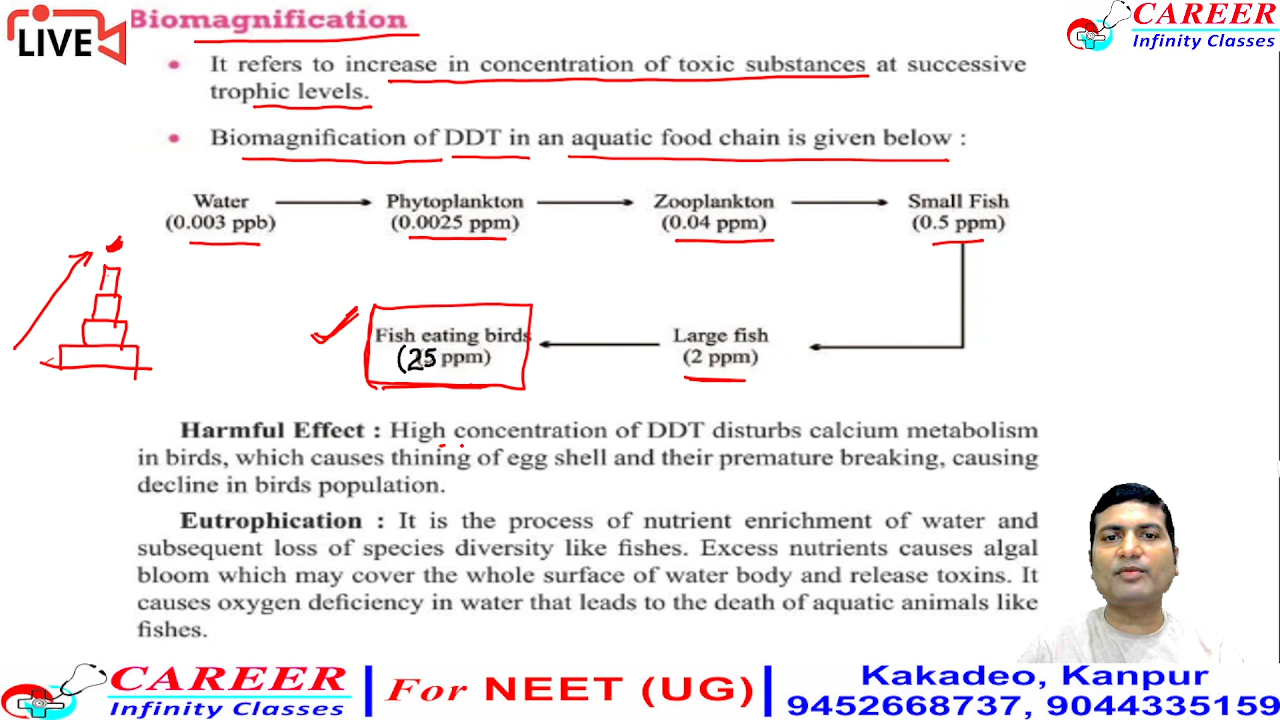 LIVE
Biomagnification
CAREER
Infinity Classes
• It refers to increase in concentration of toxic substances at successive
trophic levels.
• Biomagnification of DDT in an aquatic food chain is given below :
Water
(0.003 ppb)
Phytoplankton
(0.0025 ppm)
Zooplankton
(0.04 ppm)
Small Fish
(0.5 ppm)
Fish eating birds
(25 ppm)
Large fish
(2 ppm)
Harmful Effect : High concentration of DDT disturbs calcium metabolism
in birds, which causes thining of egg shell and their premature breaking, causing
decline in birds population.
Eutrophication : It is the process of nutrient enrichment of water and
subsequent loss of species diversity like fishes. Excess nutrients causes algal
bloom which may cover the whole surface of water body and release toxins. It
causes oxygen deficiency in water that leads to the death of aquatic animals like
fishes.
CAREER
Infinity Classes
For NEET (UG)
Kakadeo, Kanpur
9452668737, 9044335159